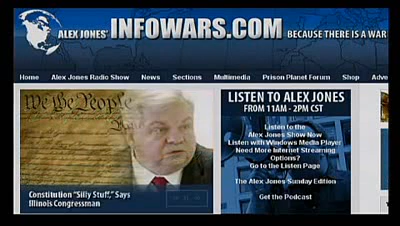 ALEX JONES' INFOWARS.COM BECAUSE THERE IS A WAR
Home Alex Jones Radio Show News Sections Multimedia Prison Planet Forum Shop Adve
We the People
LISTEN TO ALEX JONES
FROM 11AM - 2PM CST
Listen to the
Alex Jones Show Now
Listen with Windows Media Player
Need More Internet Streaming
Options?
Go to the Listen Page
The Alex Jones Sunday Edition
Get the Podcast
Constitution "Silly Stuff," Says
Illinois Congressman